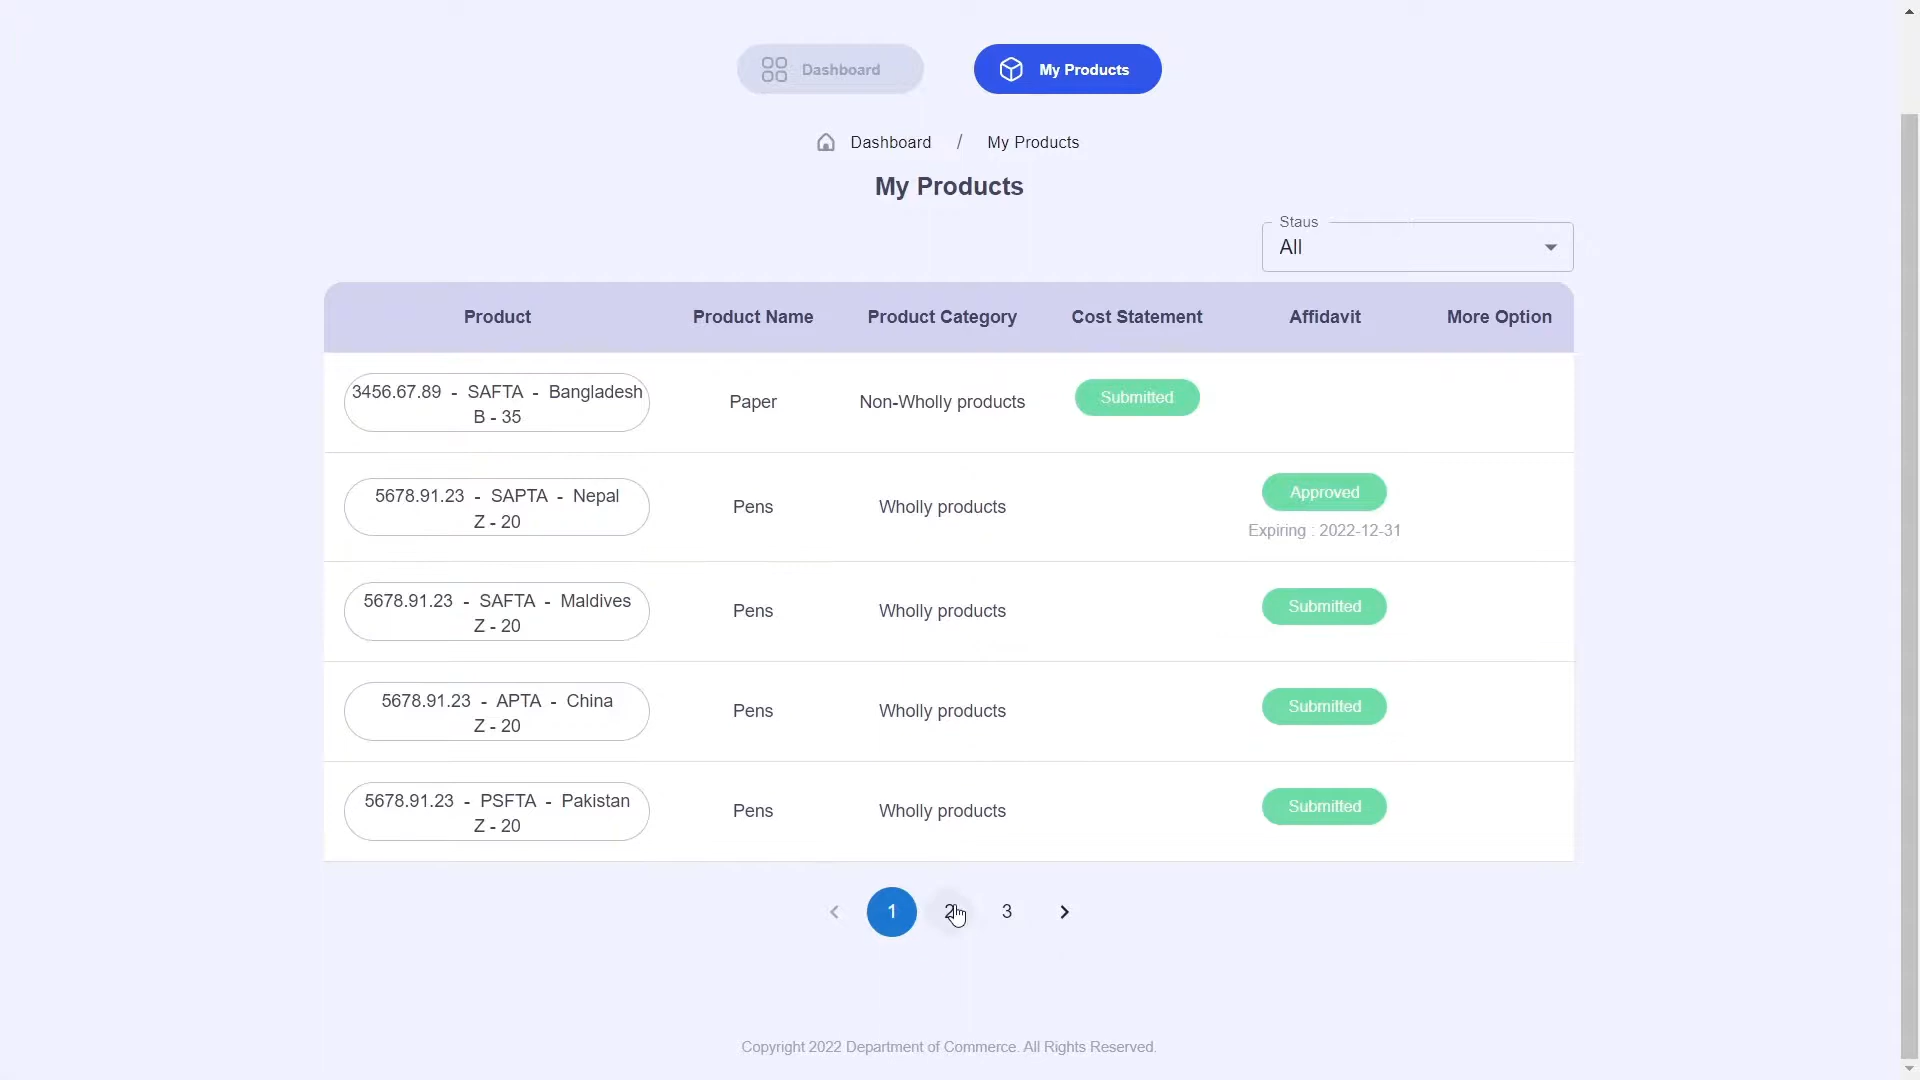 Dashboard
My Products
Dashboard / My Products
My Products
Staus
All
Product Product Name Product Category Cost Statement Affidavit More Option
3456.67.89 - SAFTA - Bangladesh
B - 35
Paper
Non-Wholly products
Submitted
5678.91.23 - SAPTA - Nepal
Z - 20
Pens
Wholly products
Approved
Expiring : 2022-12-31
5678.91.23 - SAFTA - Maldives
Z - 20
Pens
Wholly products
Submitted
5678.91.23 - APTA - China
Z - 20
Pens
Wholly products
Submitted
5678.91.23 - PSFTA - Pakistan
Z - 20
Pens
Wholly products
Submitted
1 2 3
Copyright 2022 Department of Commerce. All Rights Reserved.